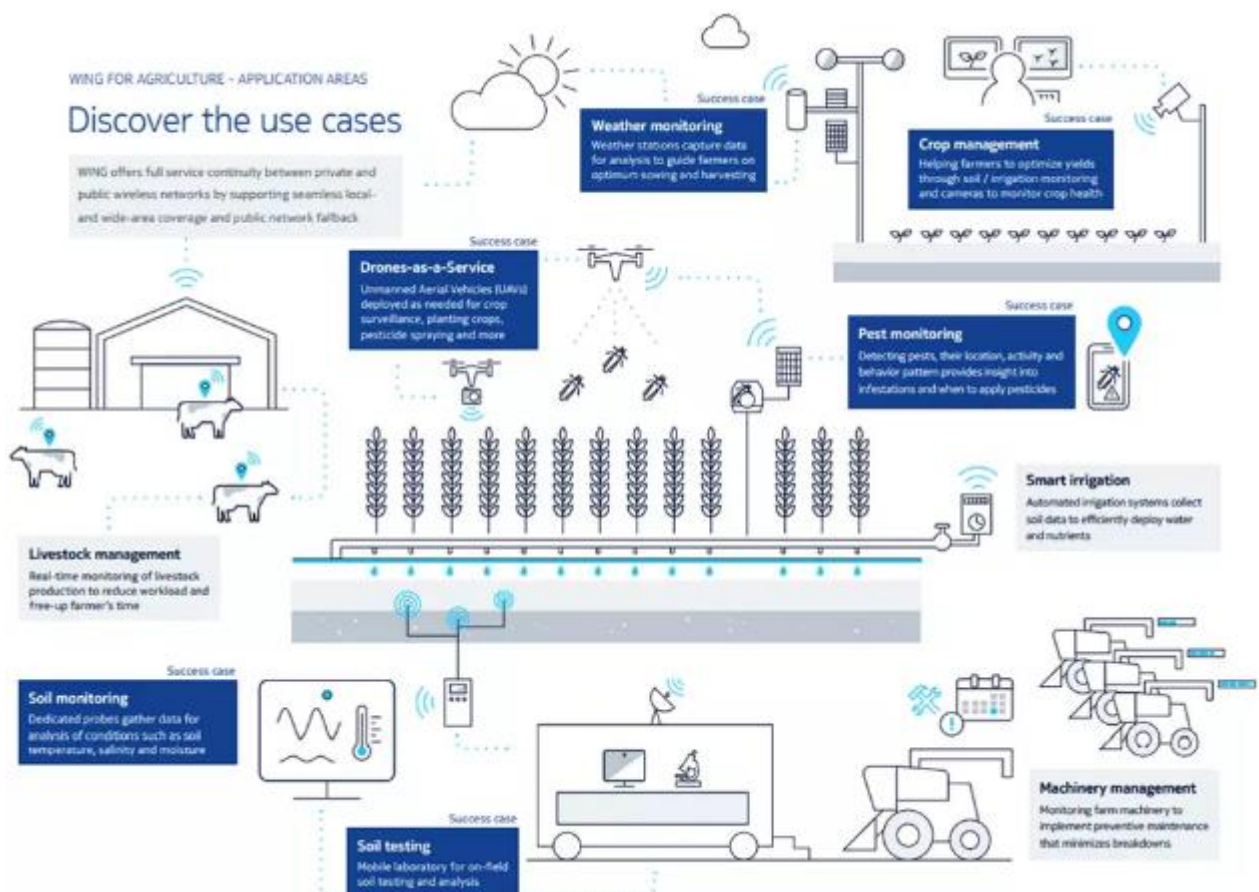 WING FOR AGRICULTURE - APPLICATION AREAS
Discover the use cases
WING offers full service continuity between private and
public wireless networks by supporting seamless local-
and wide-area coverage and public network fallback
Success case
Weather monitoring
Weather stations capture data
for analysis to guide farmers on
optimum sowing and harvesting
Success case
Crop management
Helping farmers to optimize yields
through soil / irrigation monitoring
and cameras to monitor crop health
Success case
Drones-as-a-Service
Unmanned Aerial Vehicles (UAVs)
deployed as needed for crop
surveillance, planting crops,
pesticide spraying and more
Success case
Pest monitoring
Detecting pests, their location, activity and
behavior pattern provides insight into
infestations and when to apply pesticides
Smart irrigation
Automated irrigation systems collect
soil data to efficiently deploy water
and nutrients
Livestock management
Real-time monitoring of livestock
production to reduce workload and
free-up farmer's time
Success case
Soil monitoring
Dedicated probes gather data for
analysis of conditions such as soil
temperature, salinity and moisture
Success case
Soil testing
Mobile laboratory for on-field
soil testing and analysis
Machinery management
Monitoring farm machinery to
implement preventive maintenance
that minimizes breakdowns